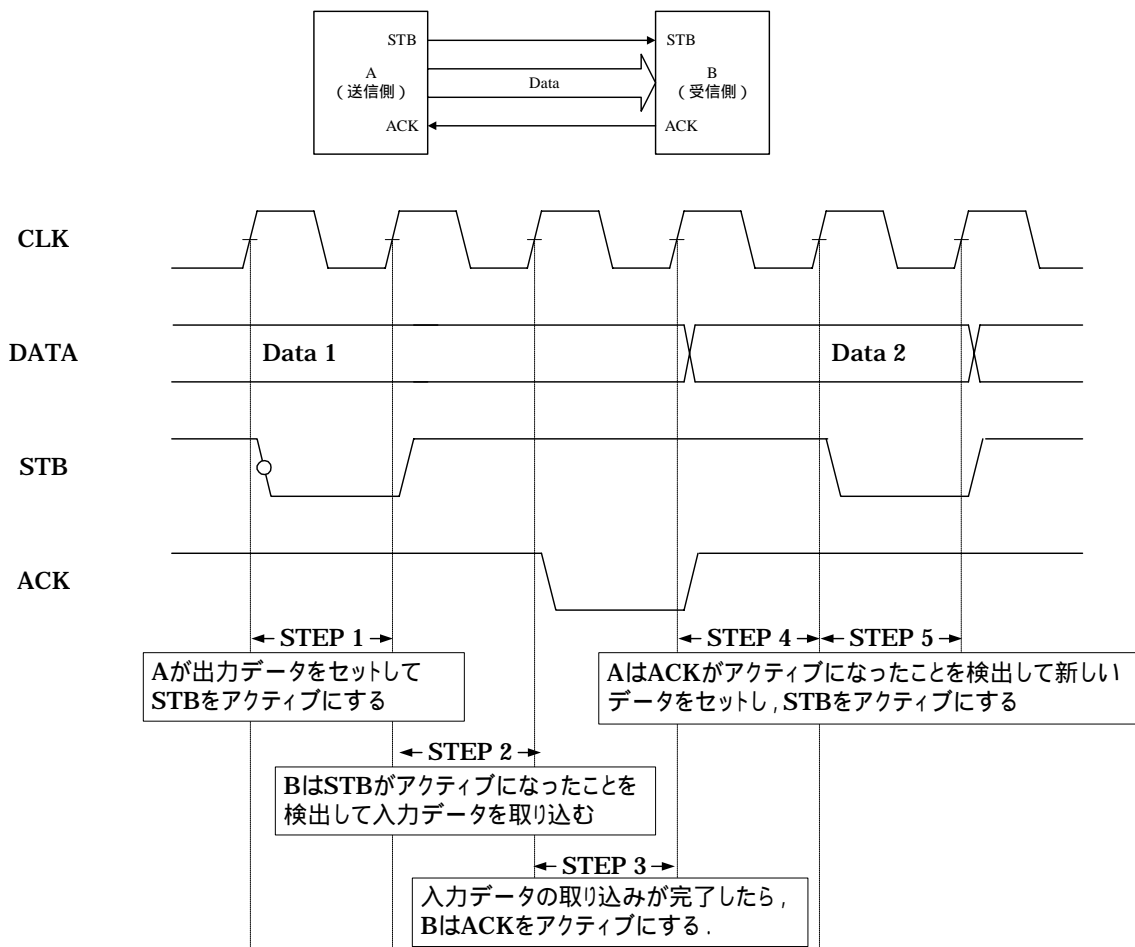 STB
STB
A
(送信側)
Data
B
(受信側)
ACK
ACK
CLK
DATA
Data 1
Data 2
STB
ACK
STEP 1
STEP 4
STEP 5
Aが出力データをセットして
STBをアクティブにする
AはACKがアクティブになったことを検出して新しい
データをセットし,STBをアクティブにする
STEP 2
BはSTBがアクティブになったことを
検出して入力データを取り込む
STEP 3
入力データの取り込みが完了したら,
BはACKをアクティブにする.